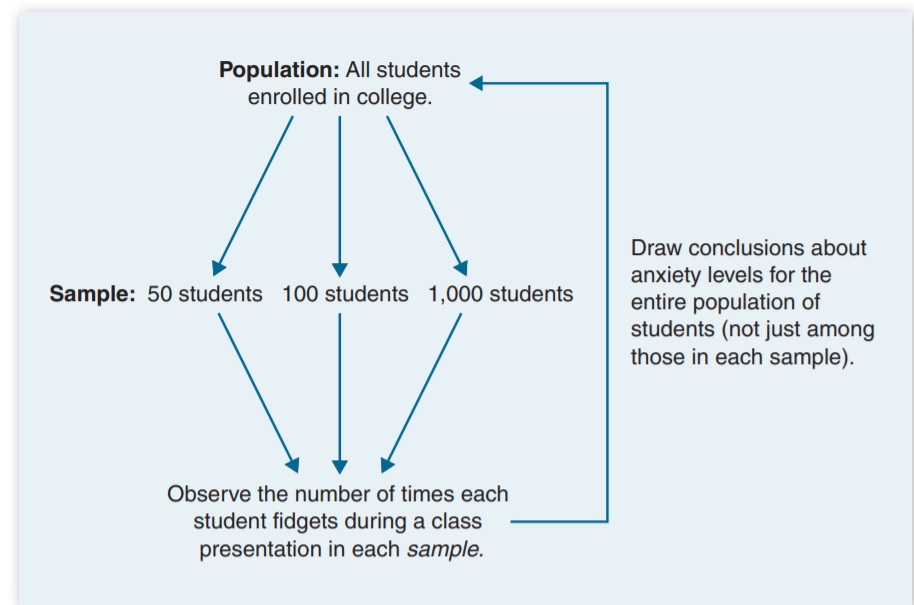 Population: All students
enrolled in college.
Sample: 50 students 100 students 1,000 students
Draw conclusions about
anxiety levels for the
entire population of
students (not just among
those in each sample).
Observe the number of times each
student fidgets during a class
presentation in each sample.